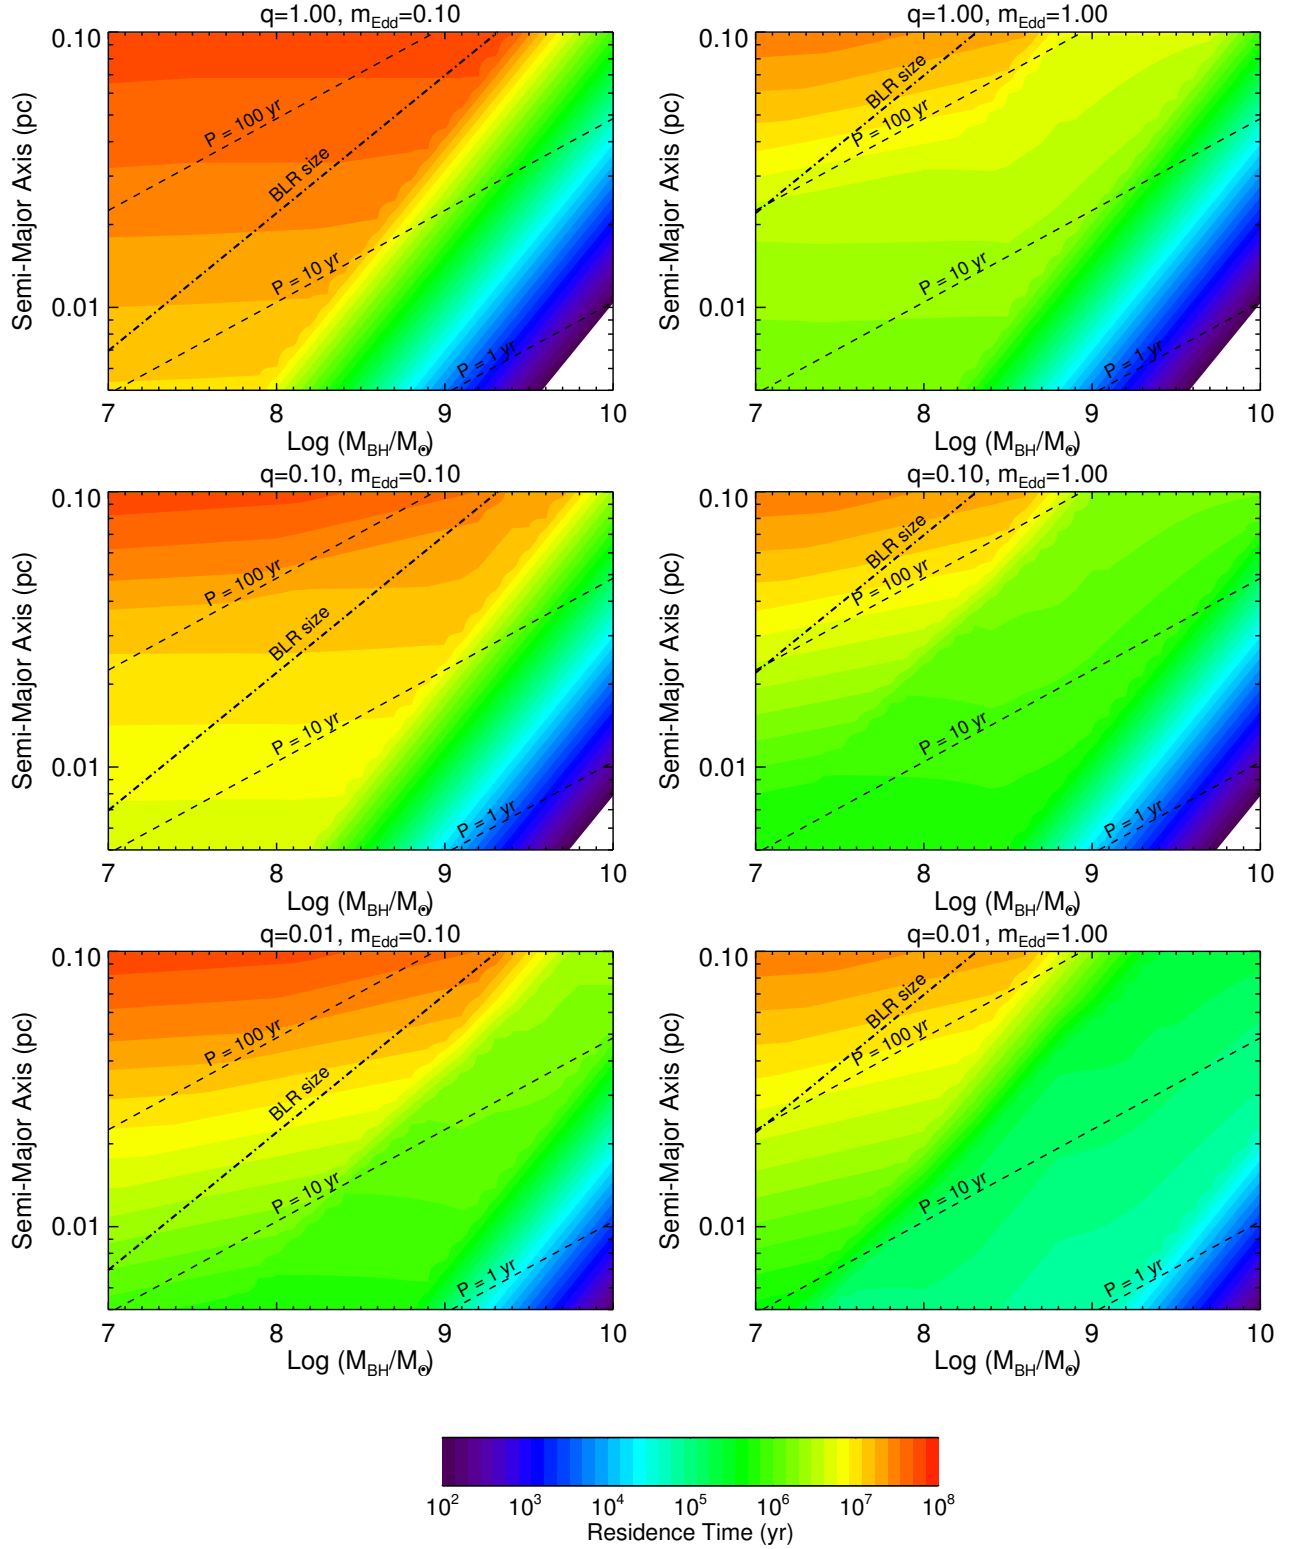 q=1.00, mEdd=0.10
0.10
Semi-Major Axis (pc)
P = 100 yr
BLR size
P = 10 yr
0.01
P = 1 yr
7 8 9 10
Log (MBH/M⊙)
q=1.00, mEdd=1.00
0.10
Semi-Major Axis (pc)
BLR size
P = 100 yr
P = 10 yr
0.01
P = 1 yr
7 8 9 10
Log (MBH/M⊙)
q=0.10, mEdd=0.10
0.10
Semi-Major Axis (pc)
P = 100 yr
BLR size
P = 10 yr
0.01
P = 1 yr
7 8 9 10
Log (MBH/M⊙)
q=0.10, mEdd=1.00
0.10
Semi-Major Axis (pc)
BLR size
P = 100 yr
P = 10 yr
0.01
P = 1 yr
7 8 9 10
Log (MBH/M⊙)
q=0.01, mEdd=0.10
0.10
Semi-Major Axis (pc)
P = 100 yr
BLR size
P = 10 yr
0.01
P = 1 yr
7 8 9 10
Log (MBH/M⊙)
q=0.01, mEdd=1.00
0.10
Semi-Major Axis (pc)
BLR size
P = 100 yr
P = 10 yr
0.01
P = 1 yr
7 8 9 10
Log (MBH/M⊙)
10² 10³ 10⁴ 10⁵ 10⁶ 10⁷ 10⁸
Residence Time (yr)